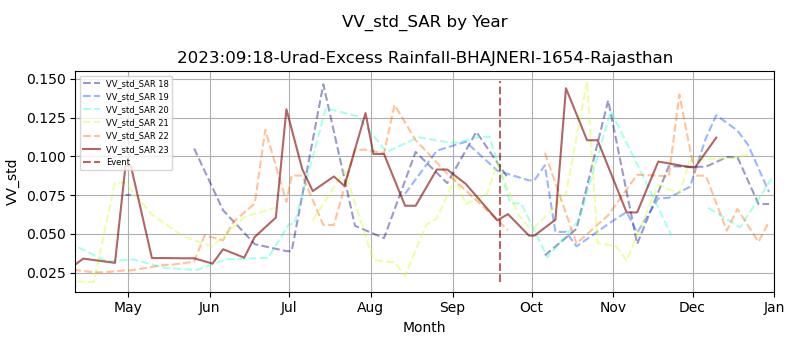 VV_std_SAR by Year
2023:09:18-Urad-Excess Rainfall-BHAJNERI-1654-Rajasthan
0.150
0.125
0.100
0.075
0.050
0.025
VV_std
VV_std_SAR 18
VV_std_SAR 19
VV_std_SAR 20
VV_std_SAR 21
VV_std_SAR 22
VV_std_SAR 23
Event
May Jun Jul Aug Sep Oct Nov Dec Jan
Month